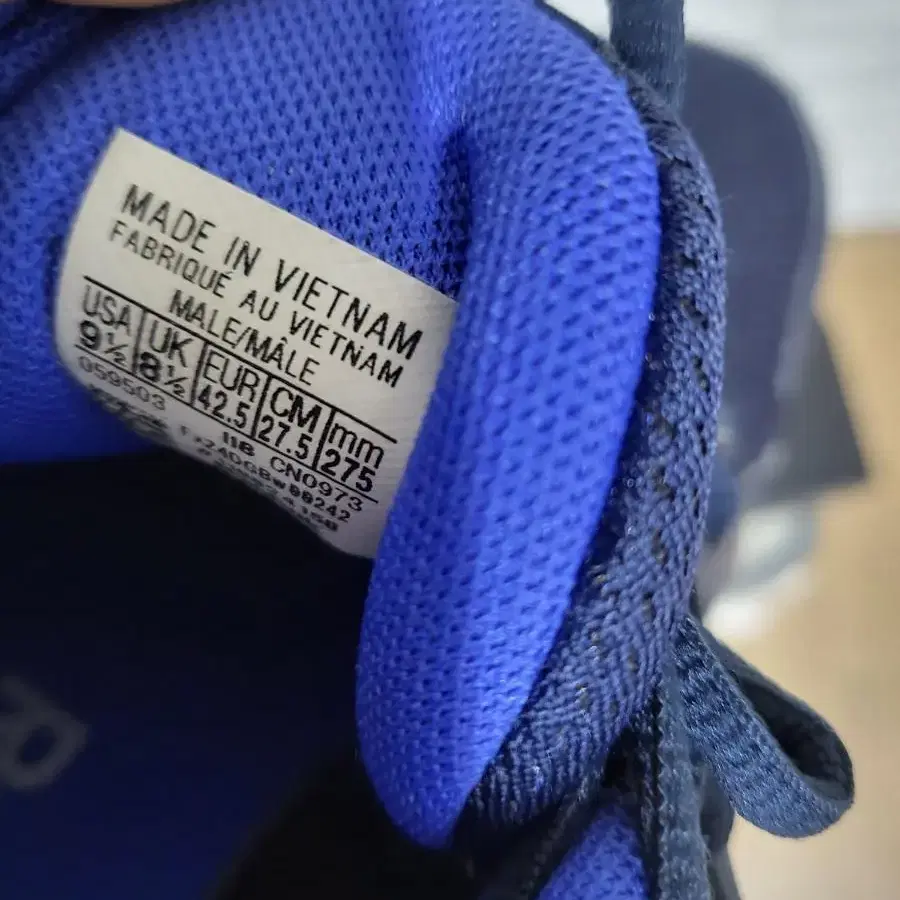 MADE IN VIETNAM
FABRIQUÉ AU VIETNAM
MALE/MÂLE
USA UK EUR CM mm
9½ 8½ 42.5 27.5 275
059503 118 CN0973